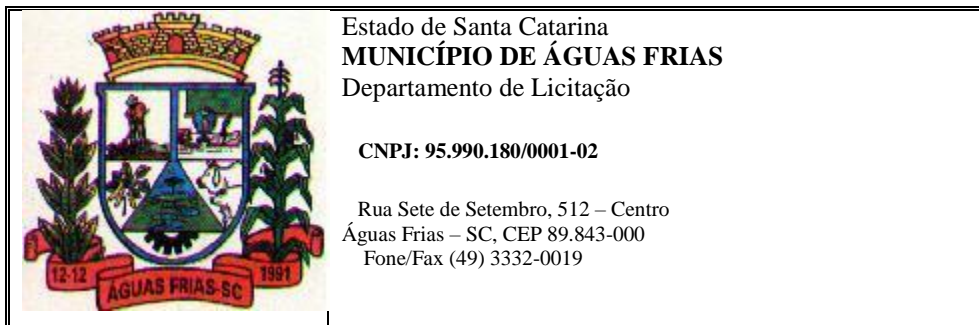 Estado de Santa Catarina
MUNICÍPIO DE ÁGUAS FRIAS
Departamento de Licitação
CNPJ: 95.990.180/0001-02
Rua Sete de Setembro, 512 – Centro
Águas Frias – SC, CEP 89.843-000
Fone/Fax (49) 3332-0019
12-12
ÁGUAS FRIAS-SC
1991